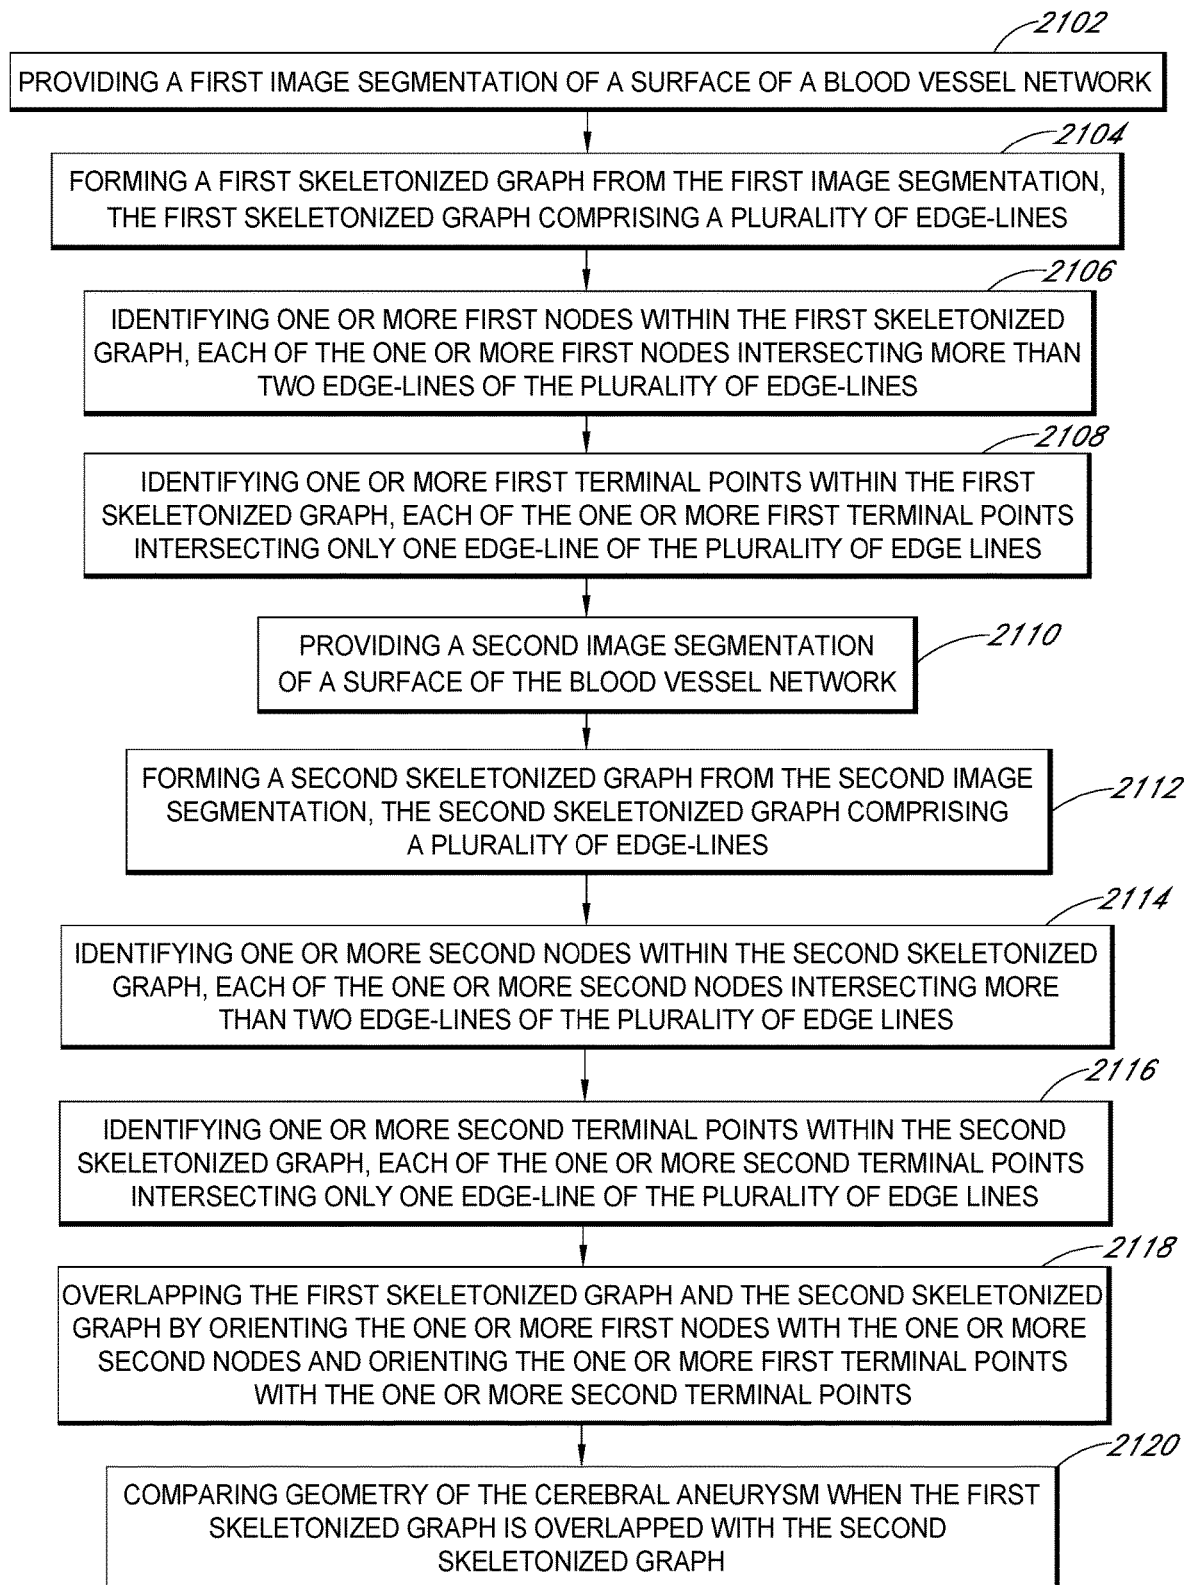 2102
PROVIDING A FIRST IMAGE SEGMENTATION OF A SURFACE OF A BLOOD VESSEL NETWORK
2104
FORMING A FIRST SKELETONIZED GRAPH FROM THE FIRST IMAGE SEGMENTATION,
THE FIRST SKELETONIZED GRAPH COMPRISING A PLURALITY OF EDGE-LINES
2106
IDENTIFYING ONE OR MORE FIRST NODES WITHIN THE FIRST SKELETONIZED
GRAPH, EACH OF THE ONE OR MORE FIRST NODES INTERSECTING MORE THAN
TWO EDGE-LINES OF THE PLURALITY OF EDGE-LINES
2108
IDENTIFYING ONE OR MORE FIRST TERMINAL POINTS WITHIN THE FIRST
SKELETONIZED GRAPH, EACH OF THE ONE OR MORE FIRST TERMINAL POINTS
INTERSECTING ONLY ONE EDGE-LINE OF THE PLURALITY OF EDGE LINES
2110
PROVIDING A SECOND IMAGE SEGMENTATION
OF A SURFACE OF THE BLOOD VESSEL NETWORK
2112
FORMING A SECOND SKELETONIZED GRAPH FROM THE SECOND IMAGE
SEGMENTATION, THE SECOND SKELETONIZED GRAPH COMPRISING
A PLURALITY OF EDGE-LINES
2114
IDENTIFYING ONE OR MORE SECOND NODES WITHIN THE SECOND SKELETONIZED
GRAPH, EACH OF THE ONE OR MORE SECOND NODES INTERSECTING MORE
THAN TWO EDGE-LINES OF THE PLURALITY OF EDGE LINES
2116
IDENTIFYING ONE OR MORE SECOND TERMINAL POINTS WITHIN THE SECOND
SKELETONIZED GRAPH, EACH OF THE ONE OR MORE SECOND TERMINAL POINTS
INTERSECTING ONLY ONE EDGE-LINE OF THE PLURALITY OF EDGE LINES
2118
OVERLAPPING THE FIRST SKELETONIZED GRAPH AND THE SECOND SKELETONIZED
GRAPH BY ORIENTING THE ONE OR MORE FIRST NODES WITH THE ONE OR MORE
SECOND NODES AND ORIENTING THE ONE OR MORE FIRST TERMINAL POINTS
WITH THE ONE OR MORE SECOND TERMINAL POINTS
2120
COMPARING GEOMETRY OF THE CEREBRAL ANEURYSM WHEN THE FIRST
SKELETONIZED GRAPH IS OVERLAPPED WITH THE SECOND
SKELETONIZED GRAPH